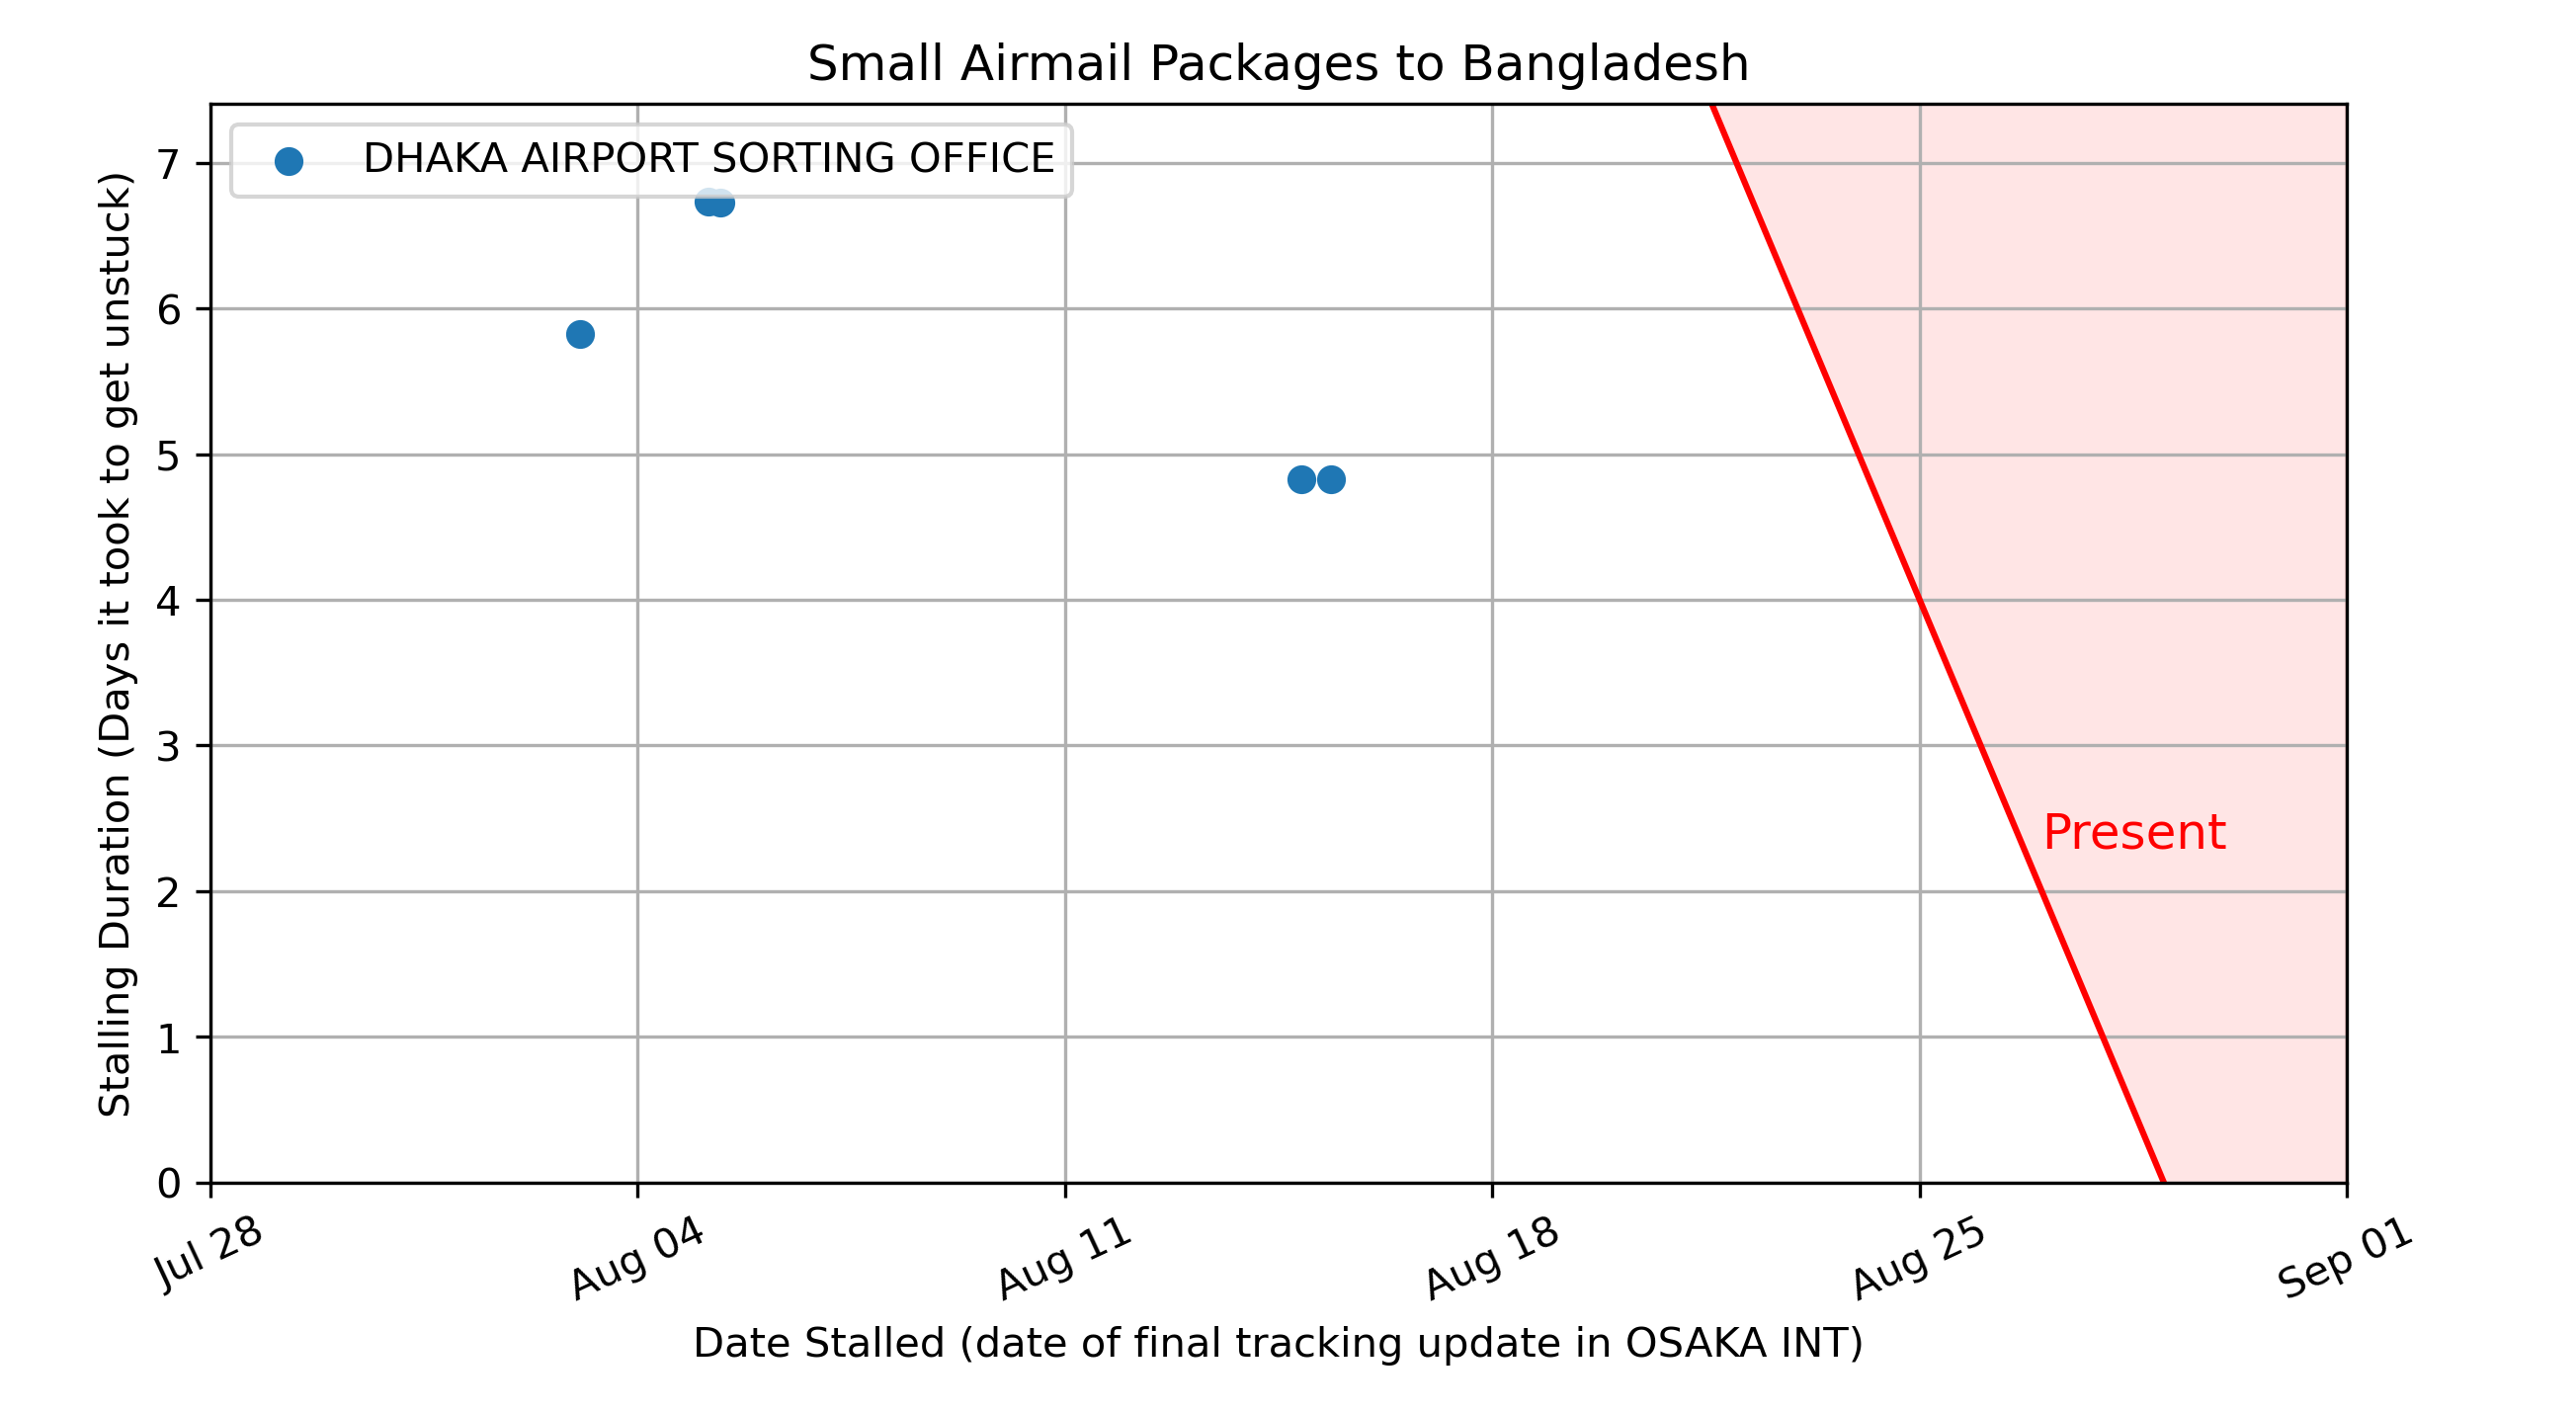 Small Airmail Packages to Bangladesh
DHAKA AIRPORT SORTING OFFICE
Stalling Duration (Days it took to get unstuck)
7
6
5
4
3
2
1
0
Present
Jul 28
Aug 04
Aug 11
Aug 18
Aug 25
Sep 01
Date Stalled (date of final tracking update in OSAKA INT)